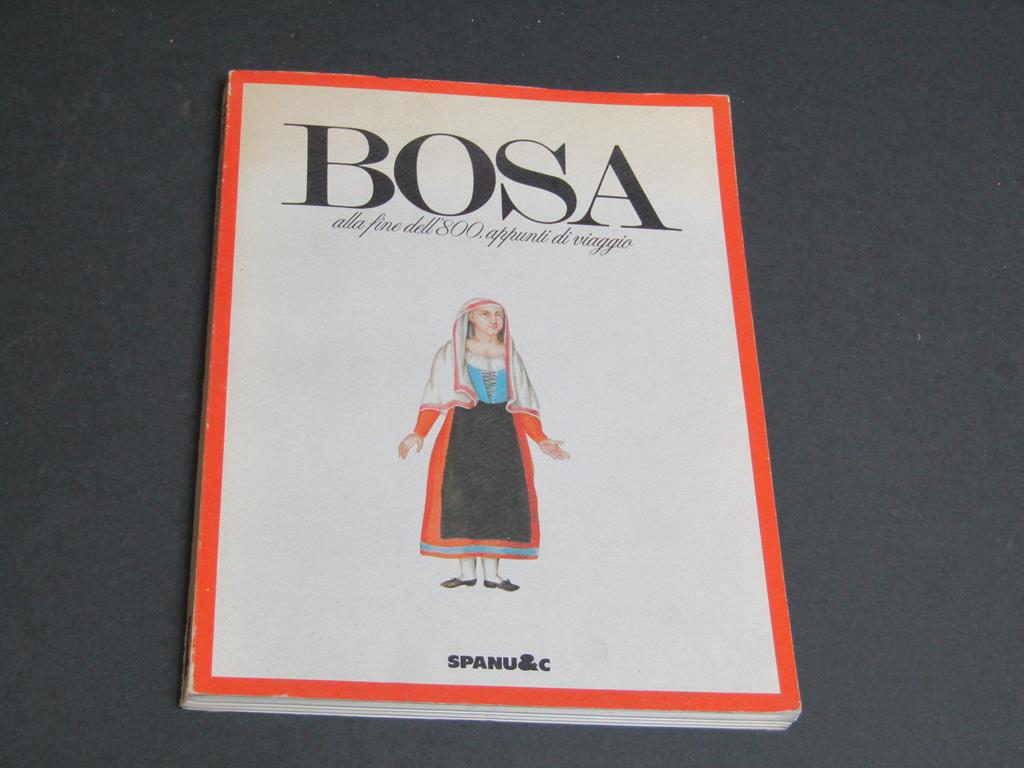 BOSA
alla fine dell'800, appunti di viaggio
SPANU&C